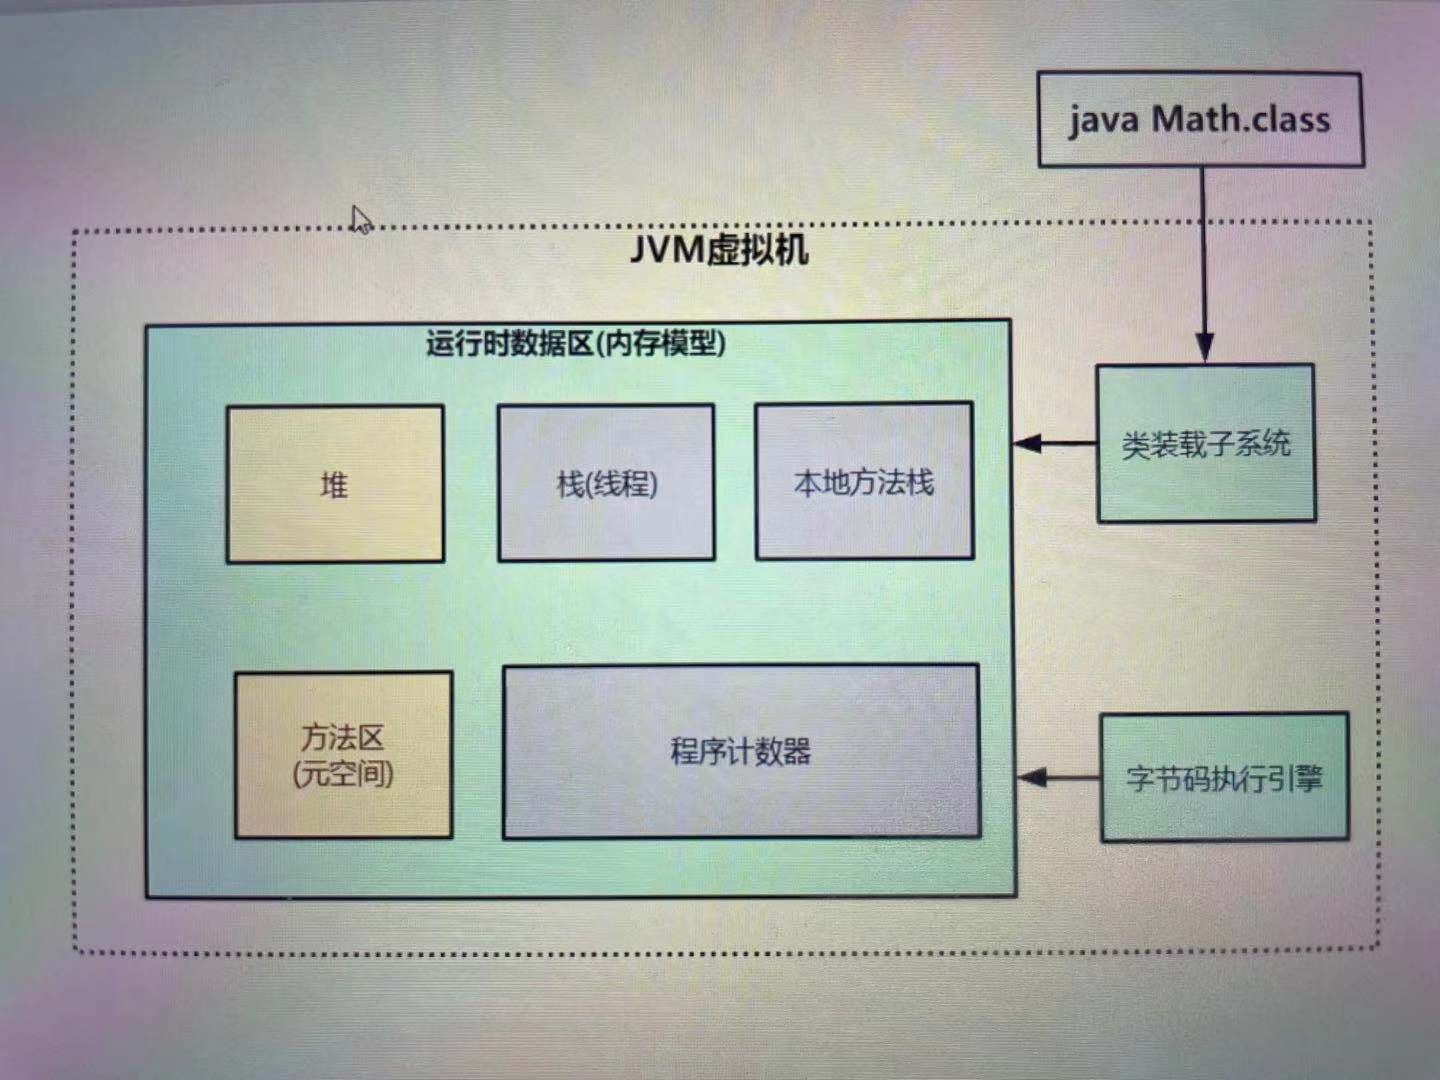 java Math.class
JVM虚拟机
运行时数据区(内存模型)
堆
栈(线程)
本地方法栈
类装载子系统
方法区
(元空间)
程序计数器
字节码执行引擎